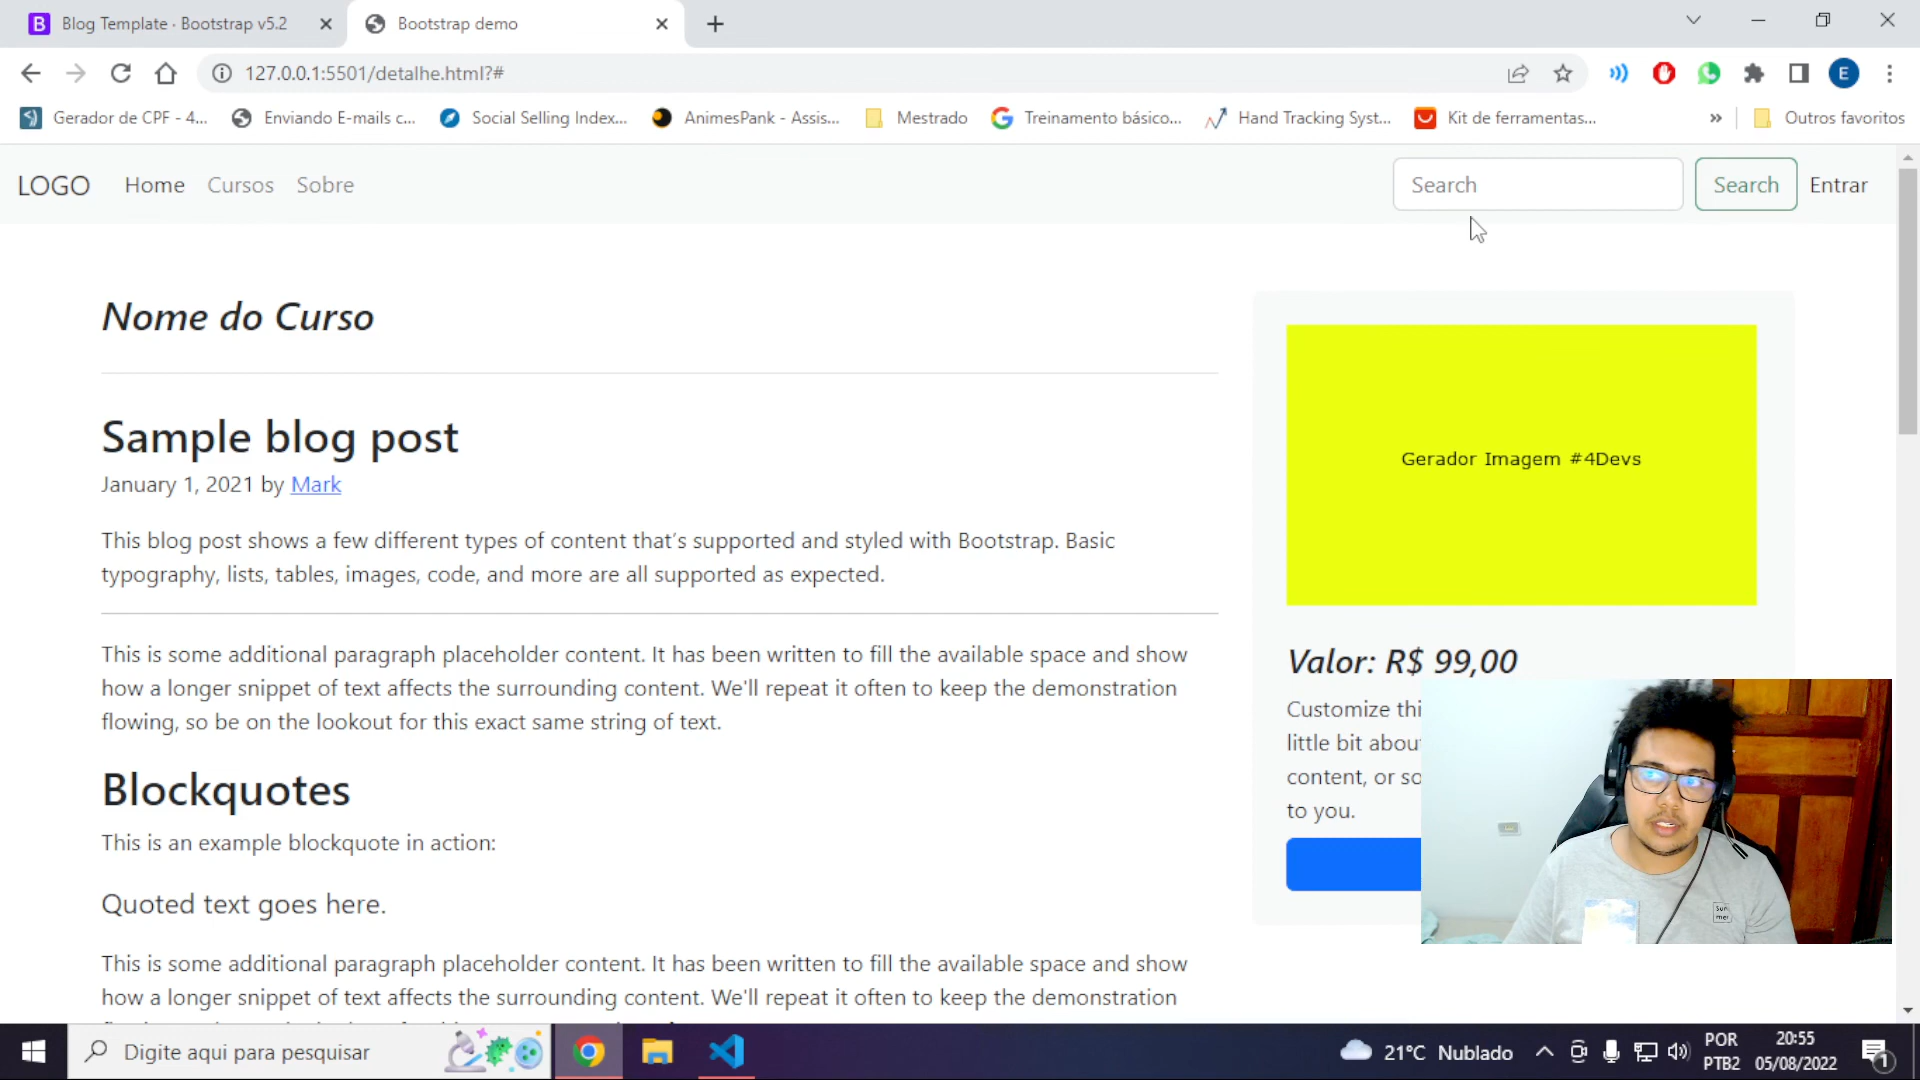 Blog Template · Bootstrap v5.2
Bootstrap demo
127.0.0.1:5501/detalhe.html?#
E
Gerador de CPF - 4...
Enviando E-mails c...
Social Selling Index...
AnimesPank - Assis...
Mestrado
Treinamento básico...
Hand Tracking Syst...
Kit de ferramentas...
»
Outros favoritos
LOGO
Home
Cursos
Sobre
Search
Search
Entrar
Nome do Curso
Sample blog post
January 1, 2021 by Mark
This blog post shows a few different types of content that's supported and styled with Bootstrap. Basic
typography, lists, tables, images, code, and more are all supported as expected.
This is some additional paragraph placeholder content. It has been written to fill the available space and show
how a longer snippet of text affects the surrounding content. We'll repeat it often to keep the demonstration
flowing, so be on the lookout for this exact same string of text.
Blockquotes
This is an example blockquote in action:
Quoted text goes here.
This is some additional paragraph placeholder content. It has been written to fill the available space and show
how a longer snippet of text affects the surrounding content. We'll repeat it often to keep the demonstration
Gerador Imagem #4Devs
Valor: R$ 99,00
Customize thi
little bit abou
content, or so
to you.
Sum
mer
Digite aqui para pesquisar
21°C Nublado
POR
PTB2
20:55
05/08/2022
1